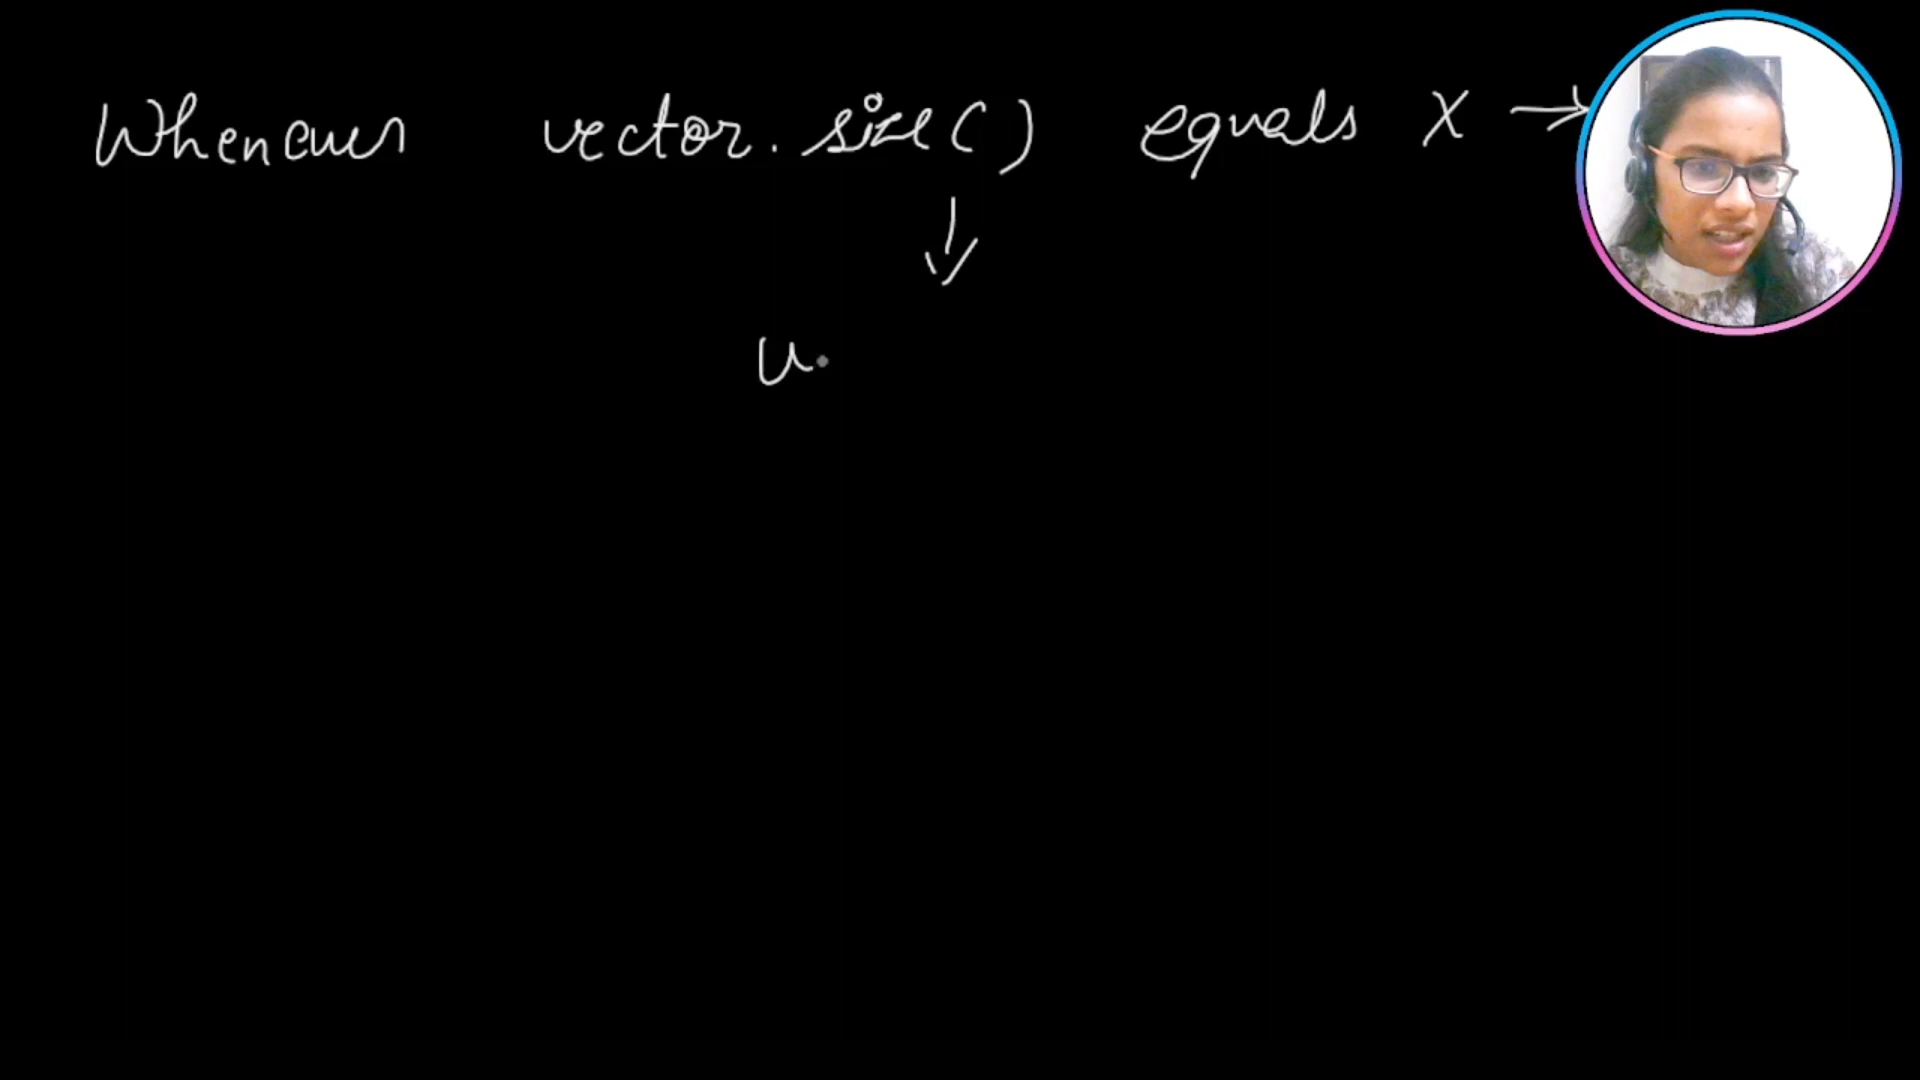 Whenever vector.size() equals X →
↓
u